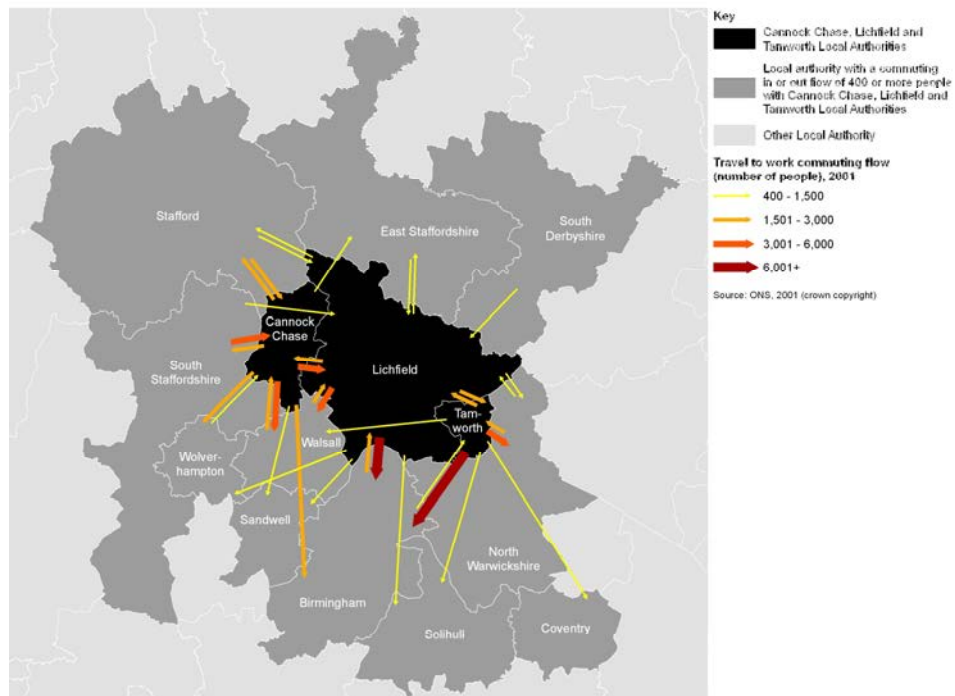 Key
Cannock Chase, Lichfield and
Tamworth Local Authorities
Local authority with a commuting
in or out flow of 400 or more people
with Cannock Chase, Lichfield and
Tamworth Local Authorities
Other Local Authority
Travel to work commuting flow
(number of people), 2001
400 - 1,500
1,501 - 3,000
3,001 - 6,000
6,001+
Source: ONS, 2001 (crown copyright)
Stafford
East Staffordshire
South
Derbyshire
Cannock
Chase
South
Staffordshire
Lichfield
Tam-
worth
Walsall
Wolver-
hampton
Sandwell
North
Warwickshire
Birmingham
Solihull
Coventry